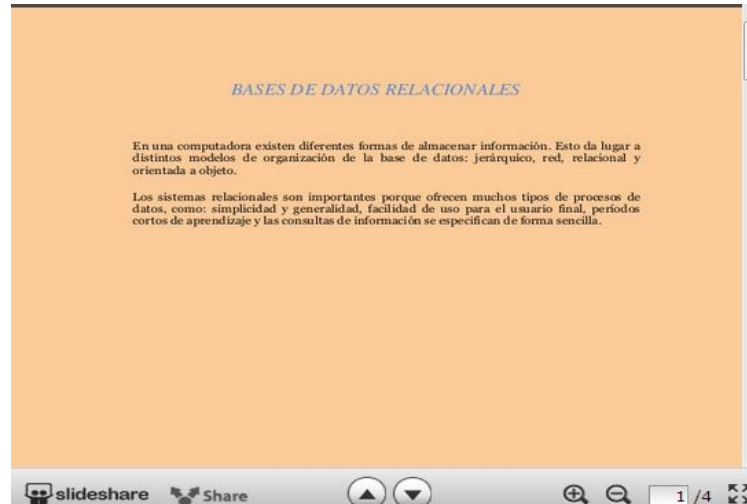 BASES DE DATOS RELACIONALES
En una computadora existen diferentes formas de almacenar información. Esto da lugar a
distintos modelos de organización de la base de datos: jerárquico, red, relacional y
orientada a objeto.
Los sistemas relacionales son importantes porque ofrecen muchos tipos de procesos de
datos, como: simplicidad y generalidad, facilidad de uso para el usuario final, períodos
cortos de aprendizaje y las consultas de información se especifican de forma sencilla.
slideshare Share 1 /4